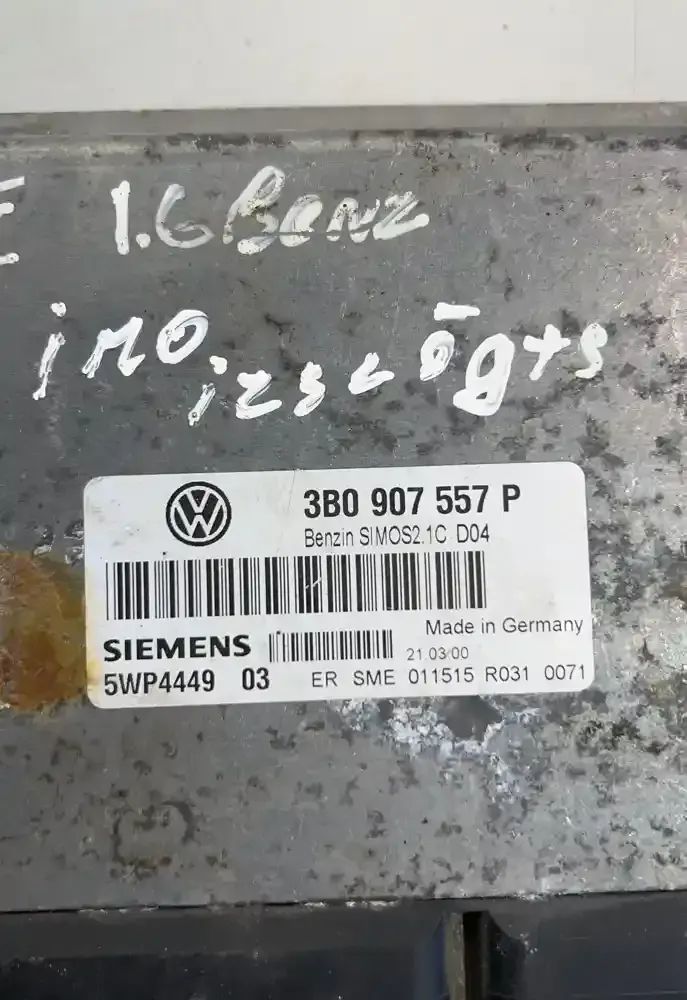 E 1.6 Benz
imo
3B0 907 557 P
Benzin SIMOS2.1C D04
Made in Germany
SIEMENS
21 03 00
5WP4449 03 ER SME 011515 R031 0071